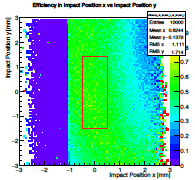 Efficiency in Impact Position x vs Impact Position y
Entries 10000
Mean x 0.8244
Mean y -0.1376
RMS x 1.111
RMS y 1.714
Impact Position y[mm]
3
2
1
0
-1
-2
-3
-3 -2 -1 0 1 2 3
Impact Position x [mm]
0.7
0.6
0.5
0.4
0.3
0.2
0.1
0